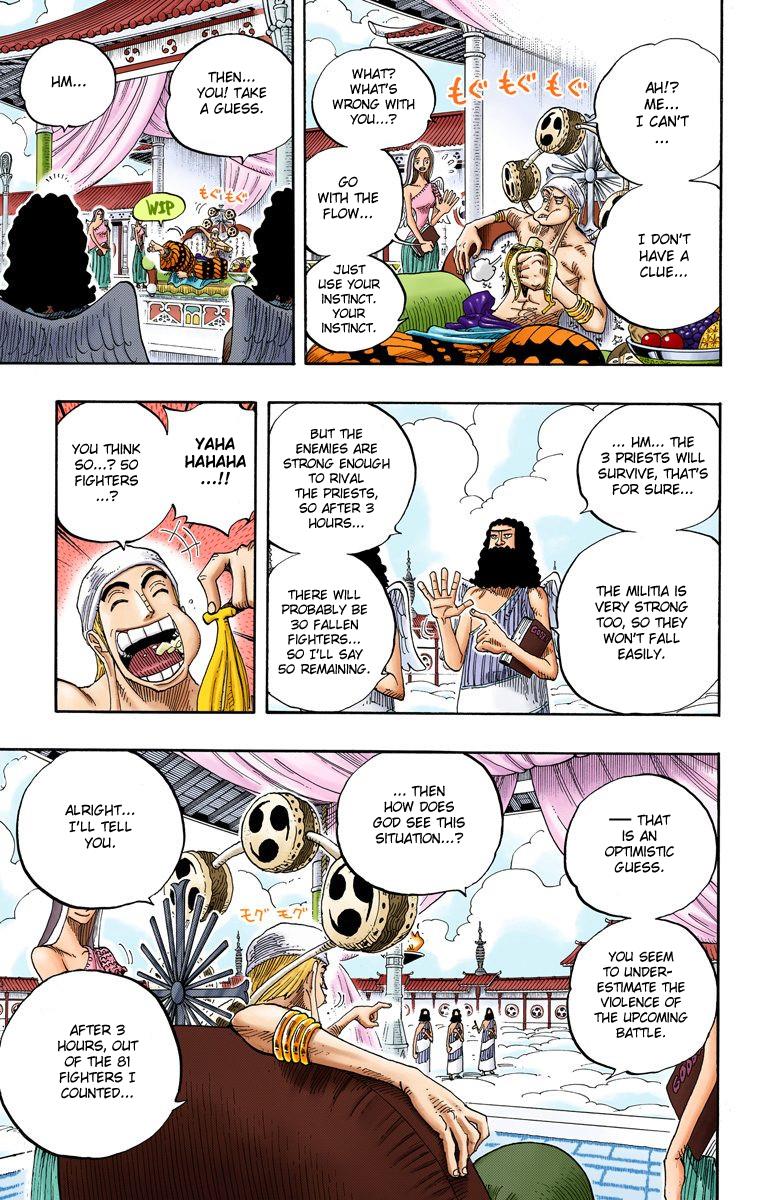 AH!?
ME...
I CAN'T
...
I DON'T
HAVE A
CLUE...
もぐ もぐ もぐ
WHAT?
WHAT'S
WRONG WITH
YOU...?
GO
WITH THE
FLOW...
JUST
USE YOUR
INSTINCT.
YOUR
INSTINCT.
THEN...
YOU! TAKE
A GUESS.
HM...
もぐ もぐ
WIP
... HM... THE
3 PRIESTS WILL
SURVIVE, THAT'S
FOR SURE...
THE MILITIA IS
VERY STRONG
TOO, SO THEY
WON'T FALL
EASILY.
BUT THE
ENEMIES ARE
STRONG ENOUGH
TO RIVAL
THE PRIESTS,
SO AFTER 3
HOURS...
THERE WILL
PROBABLY BE
30 FALLEN
FIGHTERS...
SO I'LL SAY
50 REMAINING.
GODS
YAHA
HAHAHA
...!!
YOU THINK
SO...? 50
FIGHTERS
...?
— THAT
IS AN
OPTIMISTIC
GUESS.
YOU SEEM
TO UNDER-
ESTIMATE THE
VIOLENCE OF
THE UPCOMING
BATTLE.
... THEN
HOW DOES
GOD SEE THIS
SITUATION...?
ALRIGHT...
I'LL TELL
YOU.
モグ モグ
AFTER 3
HOURS, OUT
OF THE 81
FIGHTERS I
COUNTED...
GODS